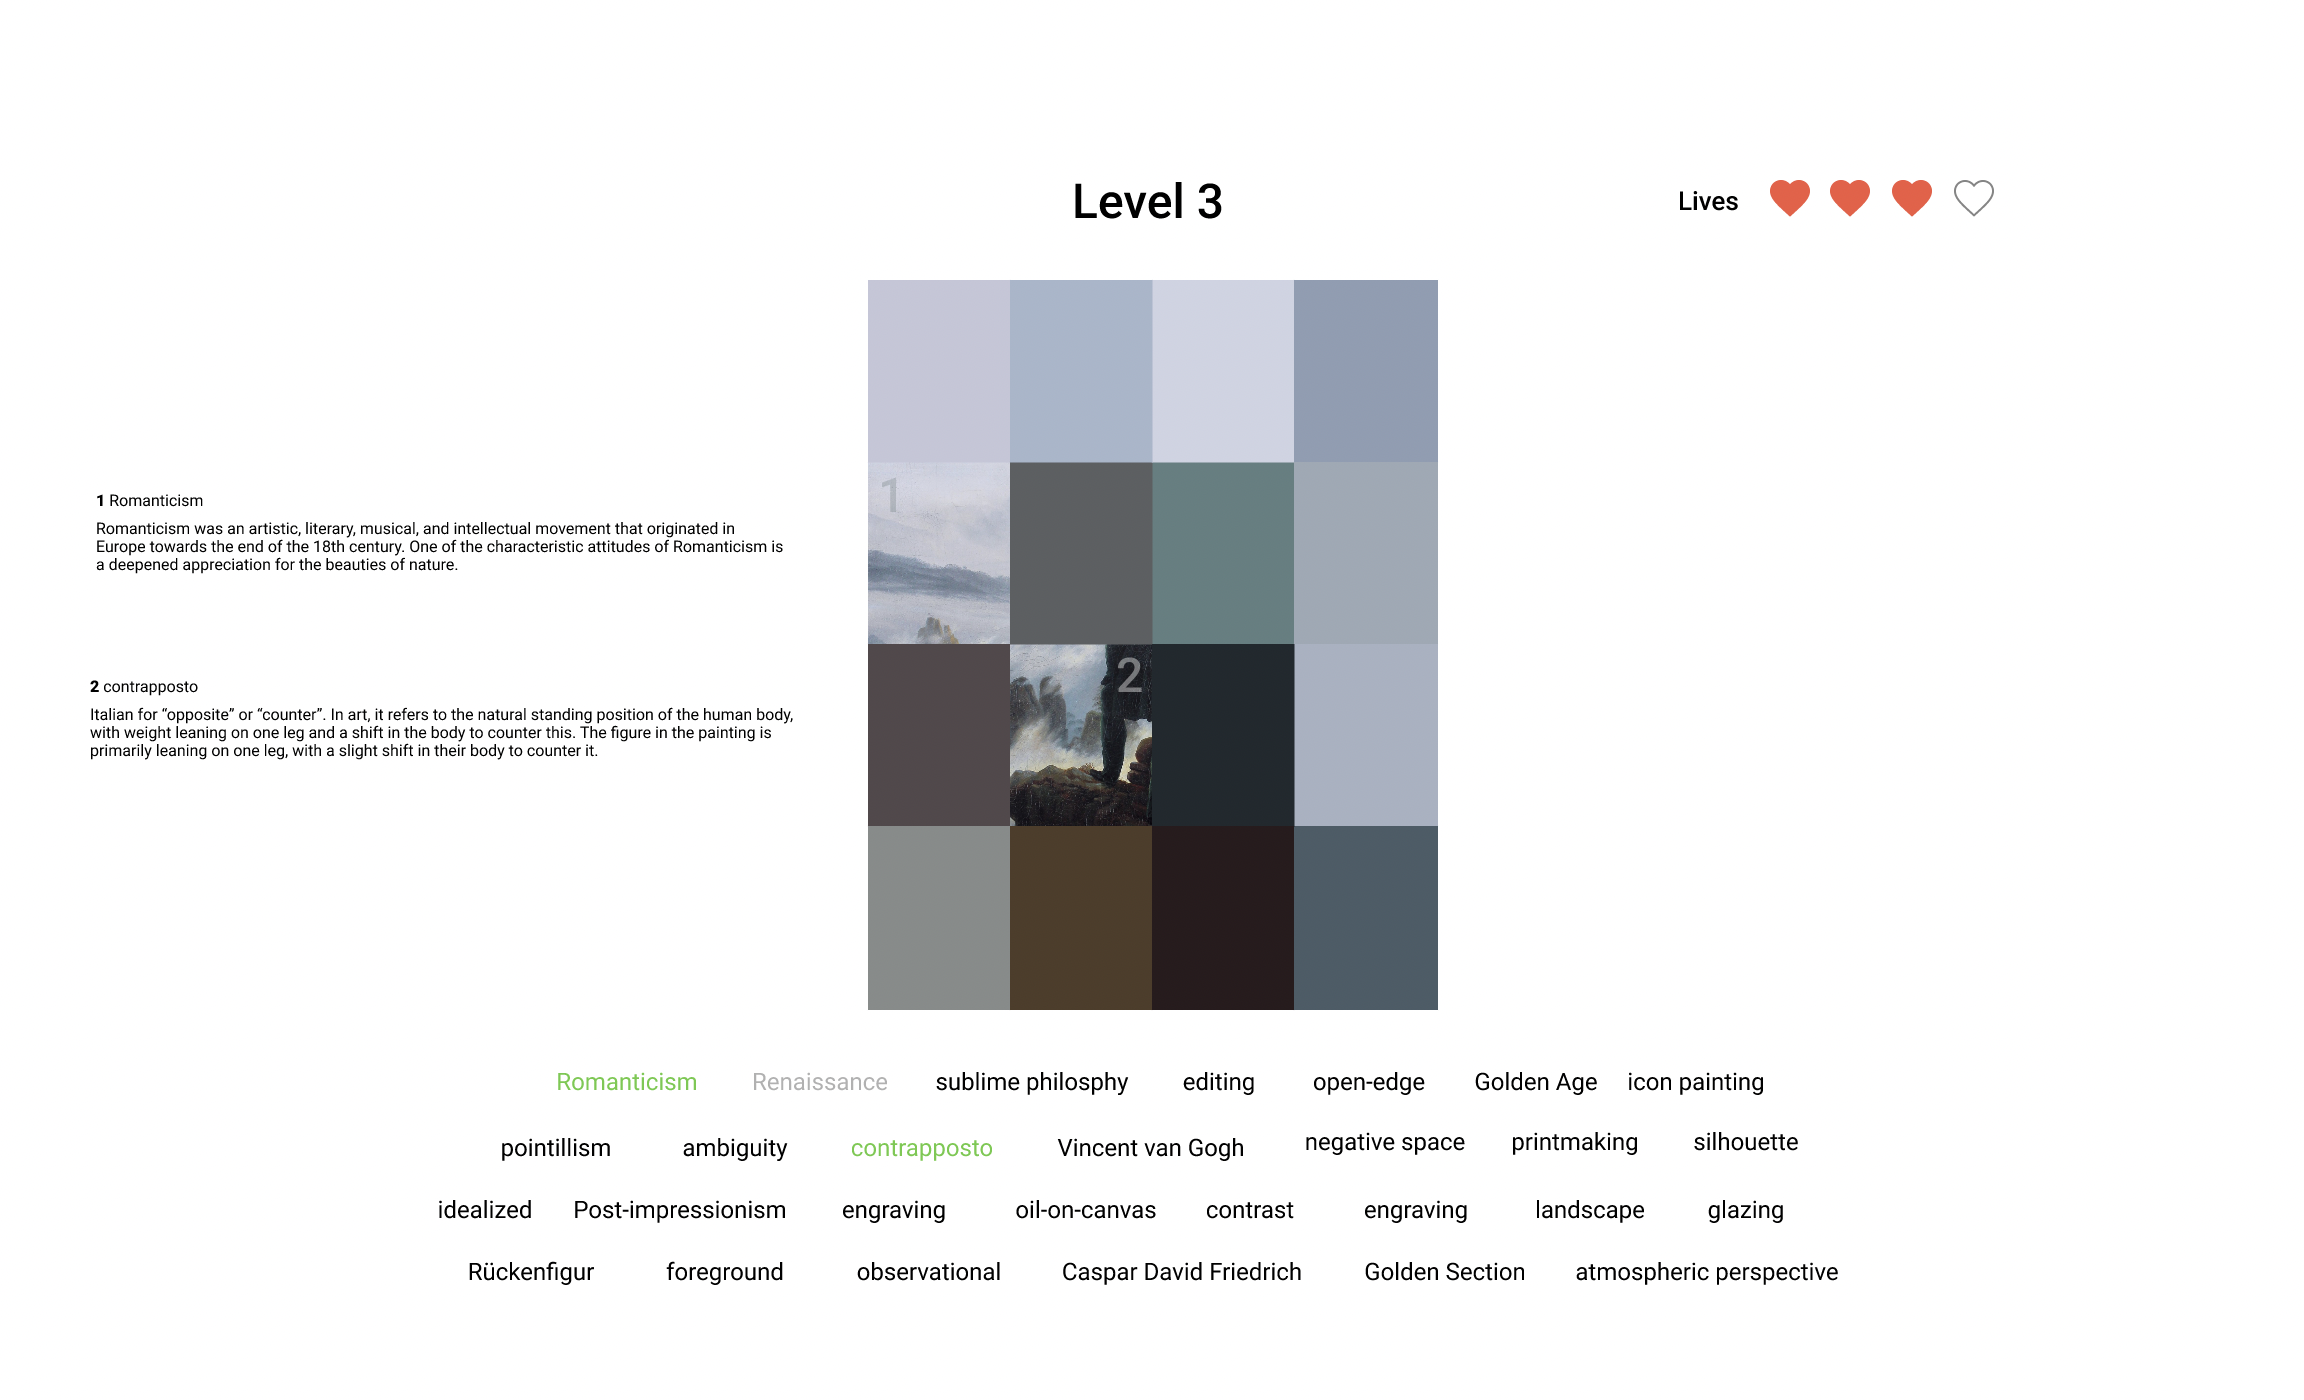 Level 3
Lives
1 Romanticism
Romanticism was an artistic, literary, musical, and intellectual movement that originated in
Europe towards the end of the 18th century. One of the characteristic attitudes of Romanticism is
a deepened appreciation for the beauties of nature.
2 contrapposto
Italian for “opposite” or “counter”. In art, it refers to the natural standing position of the human body,
with weight leaning on one leg and a shift in the body to counter this. The figure in the painting is
primarily leaning on one leg, with a slight shift in their body to counter it.
1
2
Romanticism Renaissance sublime philosphy editing open-edge Golden Age icon painting
pointillism ambiguity contrapposto Vincent van Gogh negative space printmaking silhouette
idealized Post-impressionism engraving oil-on-canvas contrast engraving landscape glazing
Rückenfigur foreground observational Caspar David Friedrich Golden Section atmospheric perspective